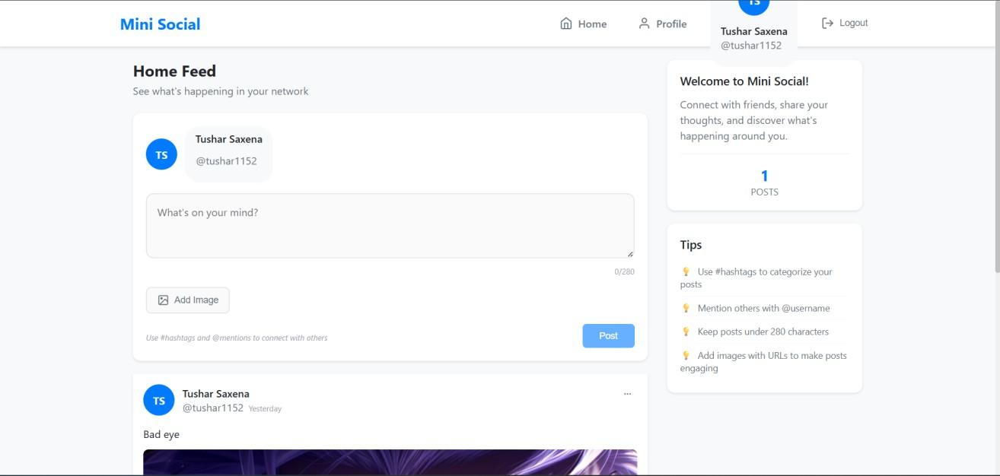 Mini Social
Home
Profile
TS
Tushar Saxena
@tushar1152
Logout
Home Feed
See what's happening in your network
TS
Tushar Saxena
@tushar1152
What's on your mind?
0/280
Add Image
Use #hashtags and @mentions to connect with others
Post
TS
Tushar Saxena
...
@tushar1152 Yesterday
Bad eye
Welcome to Mini Social!
Connect with friends, share your
thoughts, and discover what's
happening around you.
1
POSTS
Tips
💡 Use #hashtags to categorize your
posts
💡 Mention others with @username
💡 Keep posts under 280 characters
💡 Add images with URLs to make posts
engaging